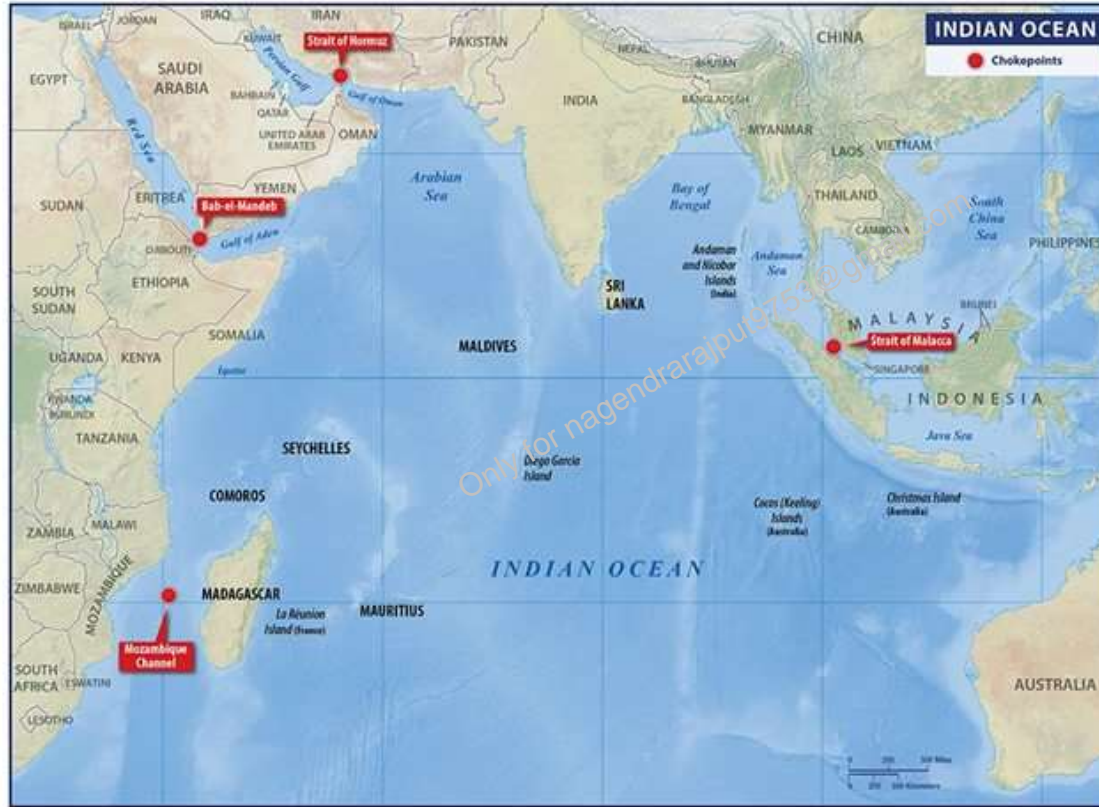 INDIAN OCEAN
Chokepoints
ISRAEL
JORDAN
IRAQ
IRAN
KUWAIT
Strait of Hormuz
PAKISTAN
NEPAL
BHUTAN
CHINA
EGYPT
SAUDI
ARABIA
Persian Gulf
BAHRAIN
QATAR
Gulf of Oman
UNITED ARAB
EMIRATES
OMAN
INDIA
BANGLADESH
MYANMAR
LAOS
VIETNAM
Red Sea
SUDAN
ERITREA
YEMEN
Bab-el-Mandeb
Gulf of Aden
DJIBOUTI
Arabian
Sea
Bay of
Bengal
THAILAND
CAMBODIA
South
China
Sea
PHILIPPINES
ETHIOPIA
SOUTH
SUDAN
SOMALIA
SRI
LANKA
Andaman
and Nicobar
Islands
(India)
Andaman
Sea
BRUNEI
MALAYSIA
Strait of Malacca
SINGAPORE
UGANDA
KENYA
MALDIVES
RWANDA
BURUNDI
INDONESIA
TANZANIA
Java Sea
SEYCHELLES
Diego Garcia
Island
COMOROS
Cocos (Keeling)
Islands
(Australia)
Christmas Island
(Australia)
ZAMBIA
MALAWI
INDIAN OCEAN
ZIMBABWE
MOZAMBIQUE
MADAGASCAR
La Réunion
Island (France)
MAURITIUS
Mozambique
Channel
SOUTH
AFRICA
ESWATINI
LESOTHO
AUSTRALIA
Only for nagendrarajput9753@g
.com